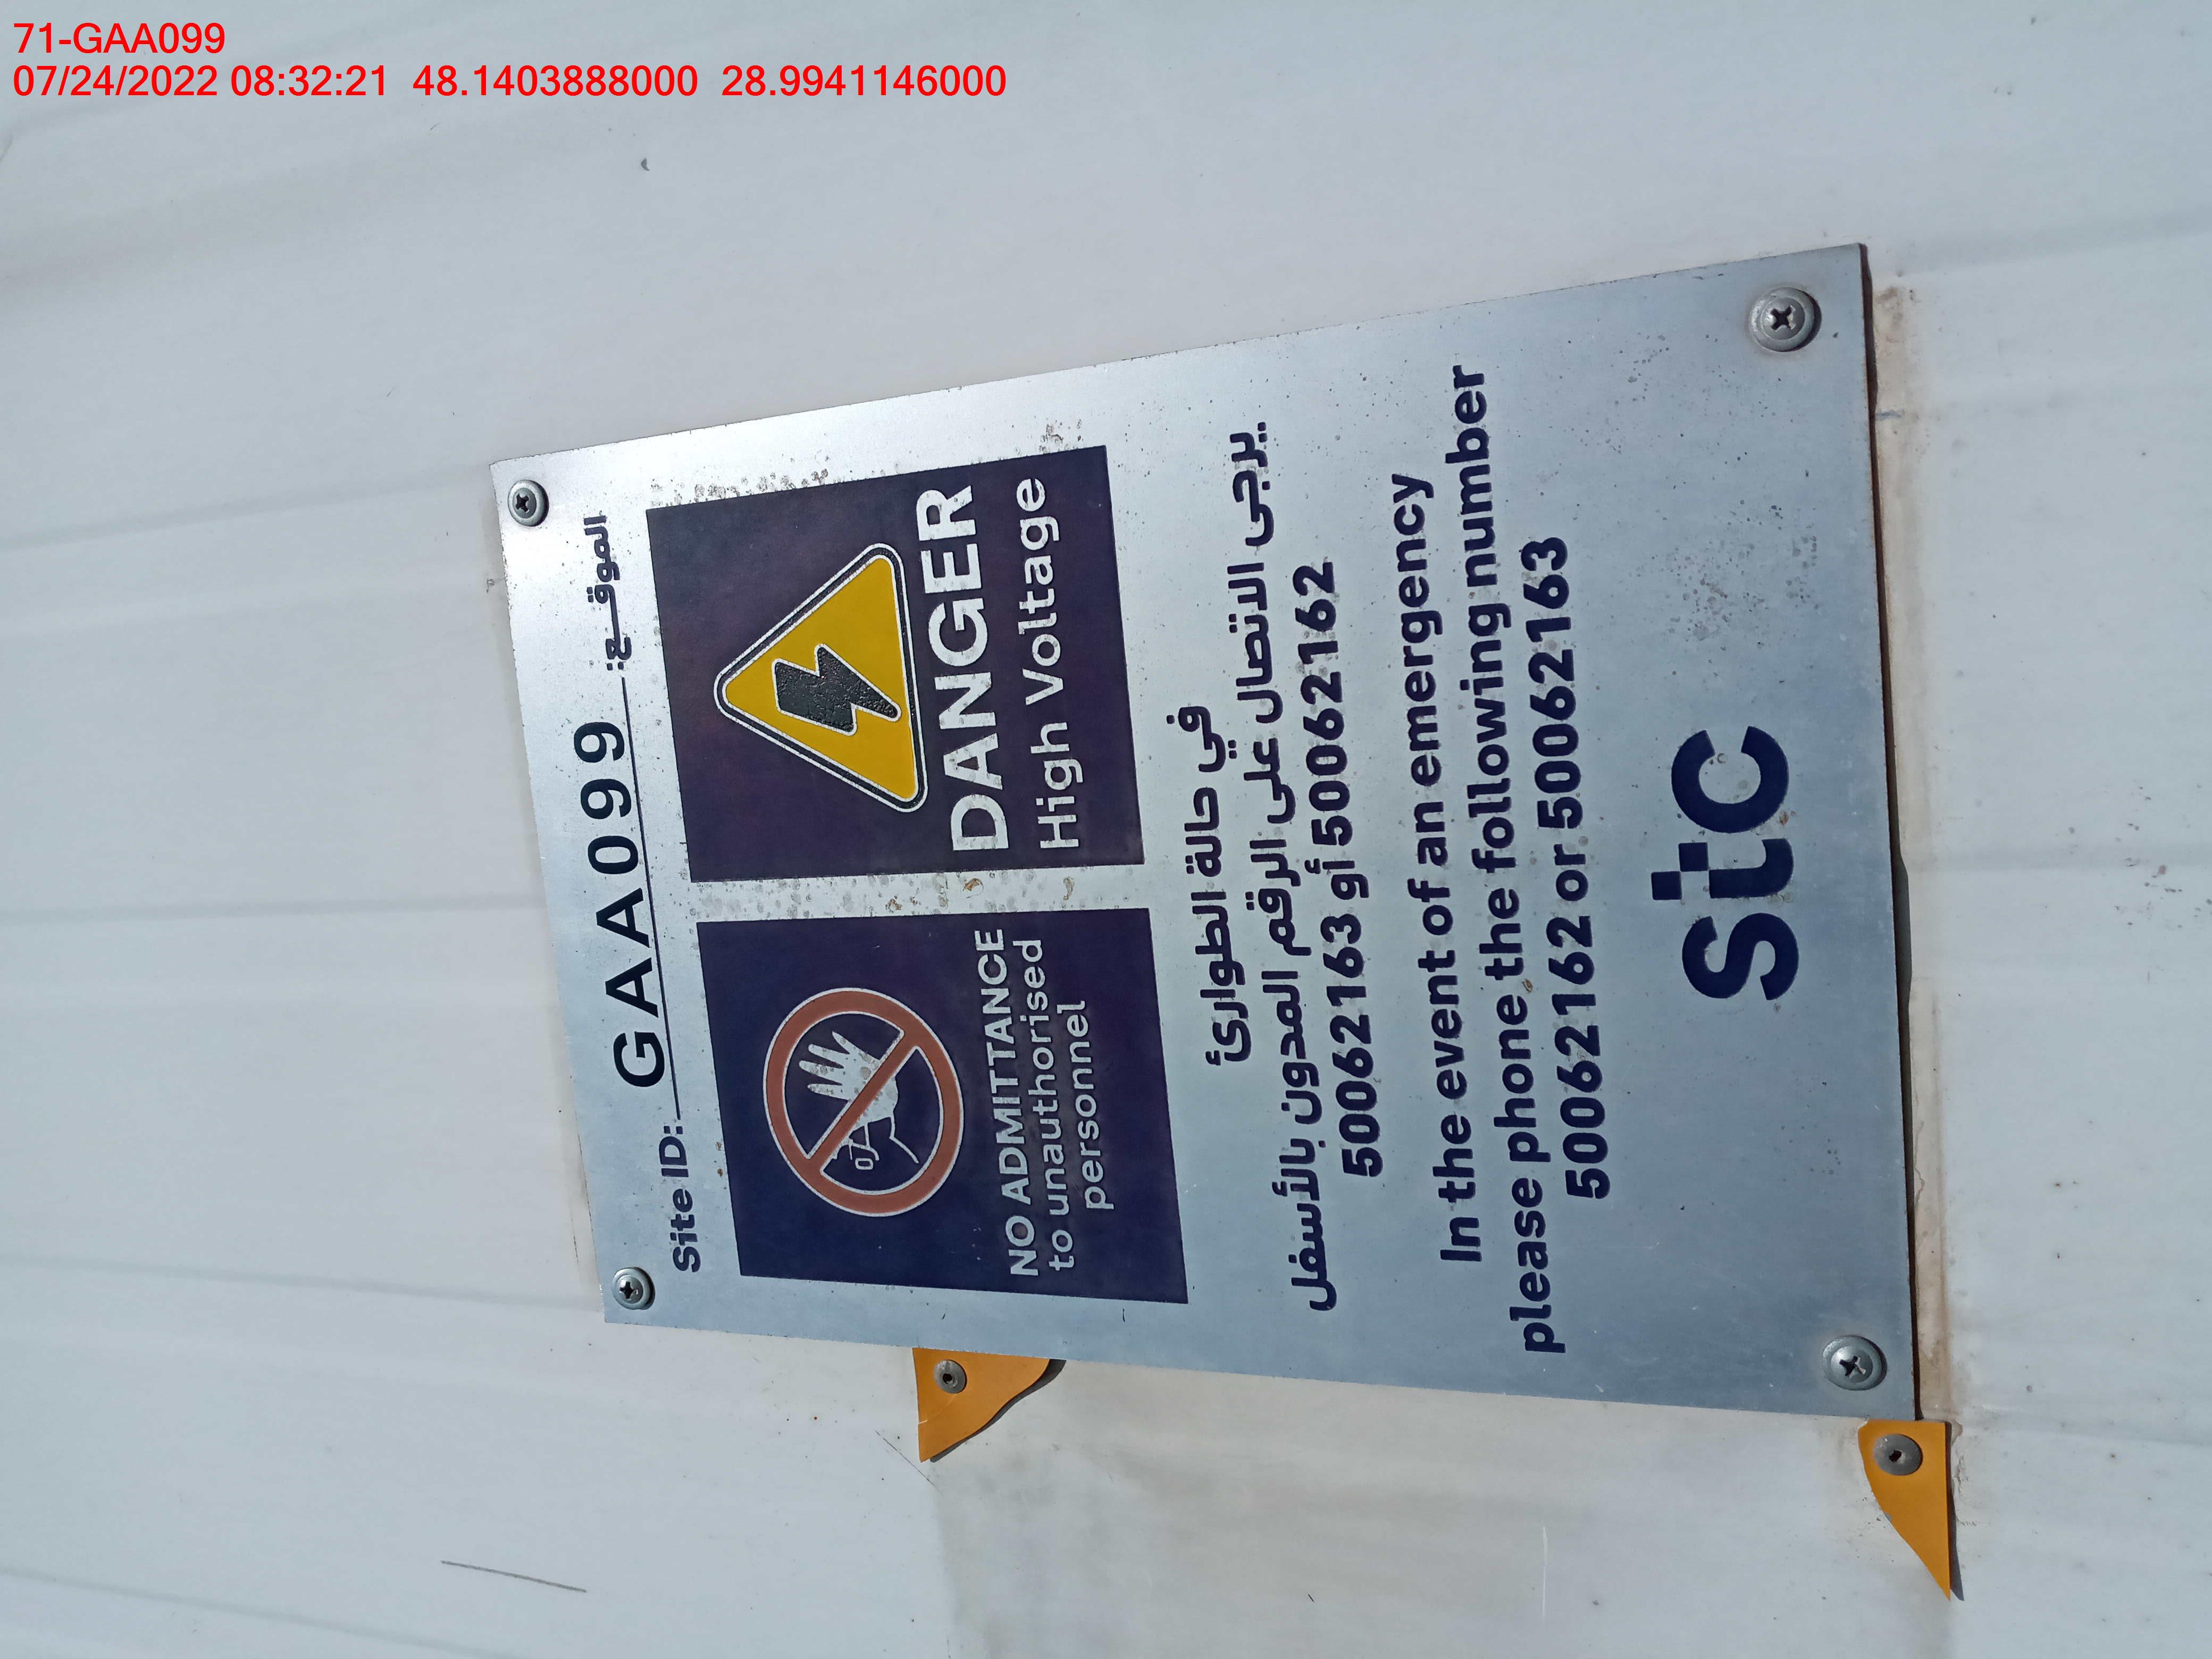 71-GAA099
07/24/2022 08:32:21 48.1403888000 28.9941146000
Site ID: GAA099 الموقـــع:
NO ADMITTANCE
to unauthorised
personnel
DANGER
High Voltage
في حالة الطوارئ
يرجى الاتصال على الرقم المدون بالأسفل
50062163 أو 50062162
In the event of an emergency
please phone the following number
50062162 or 50062163
stc